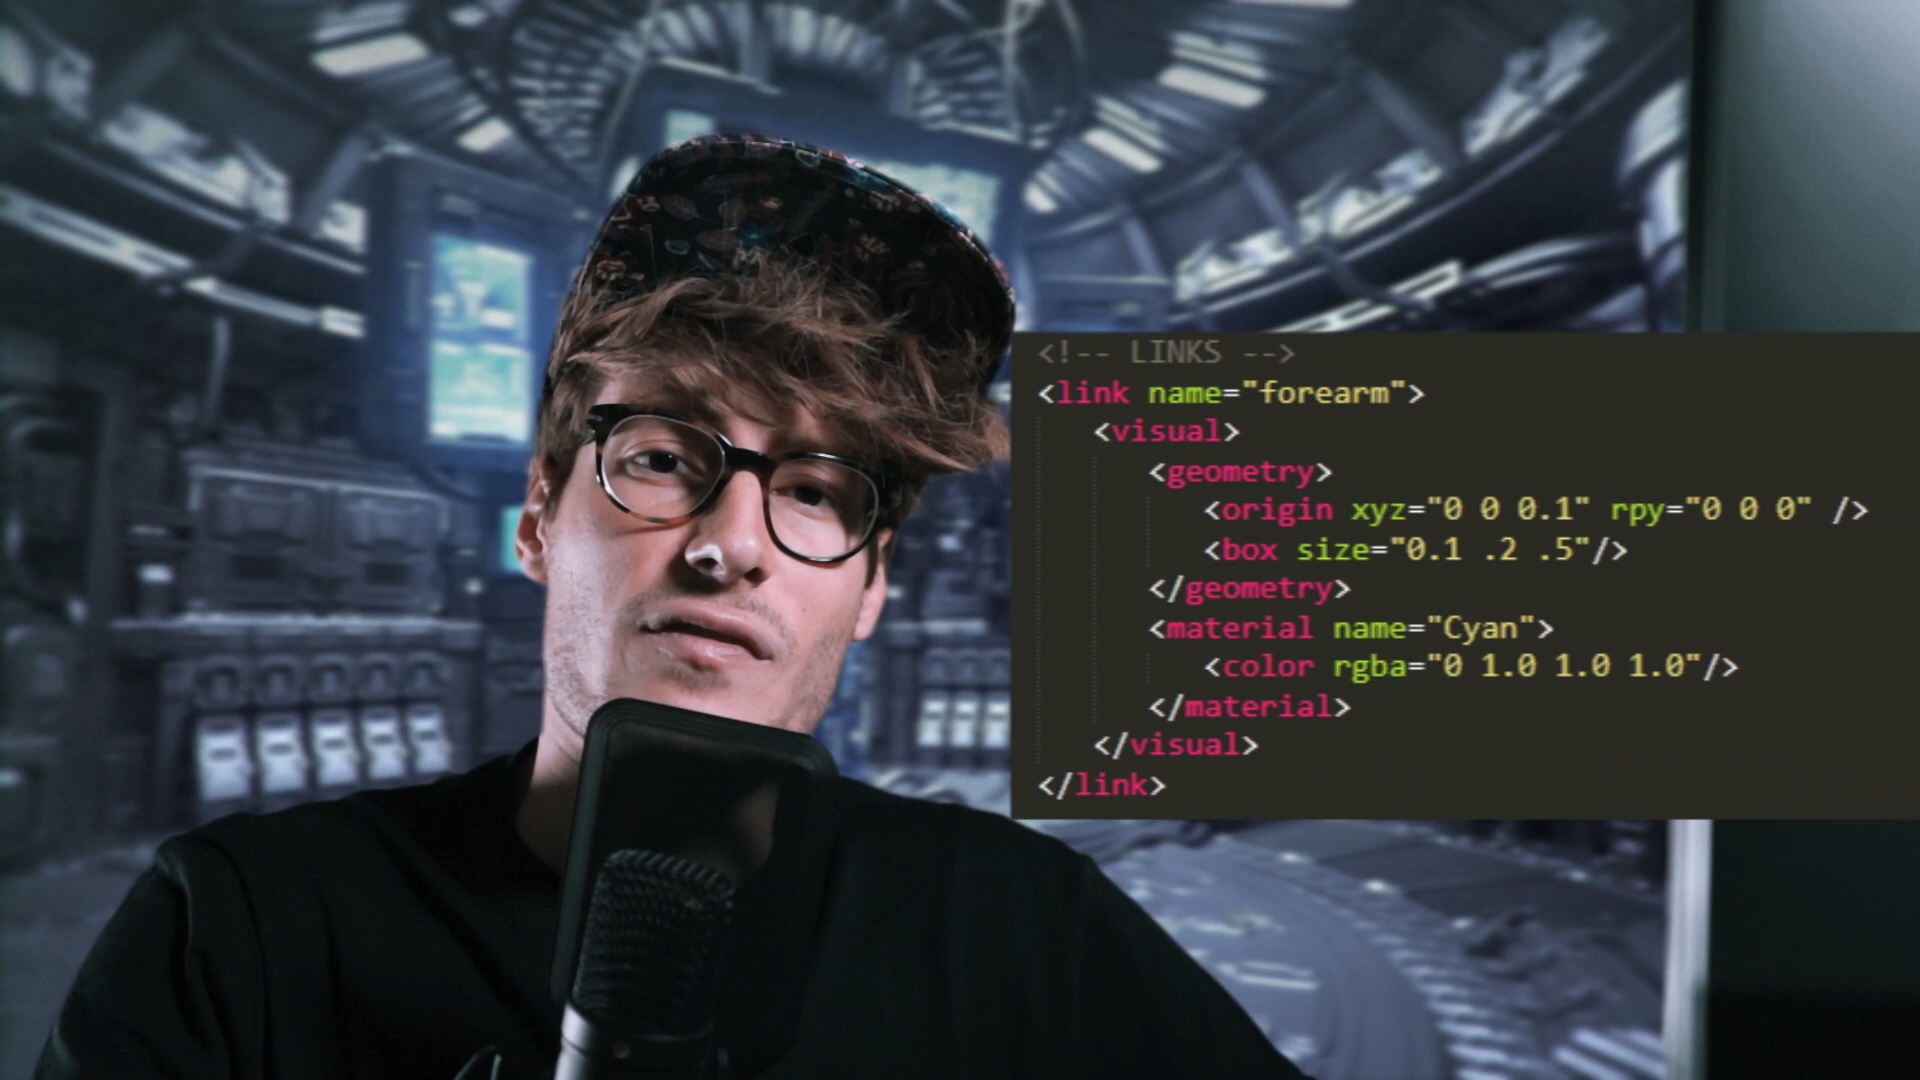 <!-- LINKS -->
<link name="forearm">
<visual>
<geometry>
<origin xyz="0 0 0.1" rpy="0 0 0" />
<box size="0.1 .2 .5"/>
</geometry>
<material name="Cyan">
<color rgba="0 1.0 1.0 1.0"/>
</material>
</visual>
</link>